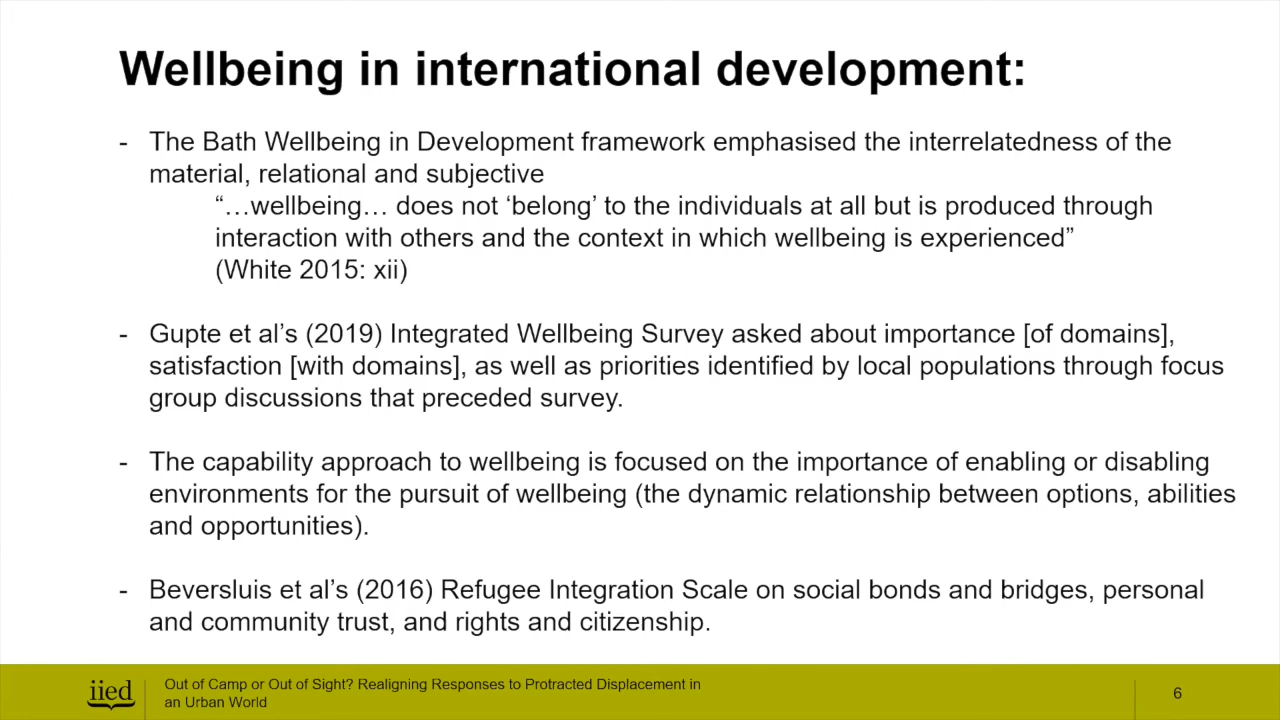 Wellbeing in international development:
- The Bath Wellbeing in Development framework emphasised the interrelatedness of the
material, relational and subjective
“…wellbeing… does not ‘belong’ to the individuals at all but is produced through
interaction with others and the context in which wellbeing is experienced”
(White 2015: xii)
- Gupte et al’s (2019) Integrated Wellbeing Survey asked about importance [of domains],
satisfaction [with domains], as well as priorities identified by local populations through focus
group discussions that preceded survey.
- The capability approach to wellbeing is focused on the importance of enabling or disabling
environments for the pursuit of wellbeing (the dynamic relationship between options, abilities
and opportunities).
- Beversluis et al’s (2016) Refugee Integration Scale on social bonds and bridges, personal
and community trust, and rights and citizenship.
iied
Out of Camp or Out of Sight? Realigning Responses to Protracted Displacement in
an Urban World
6